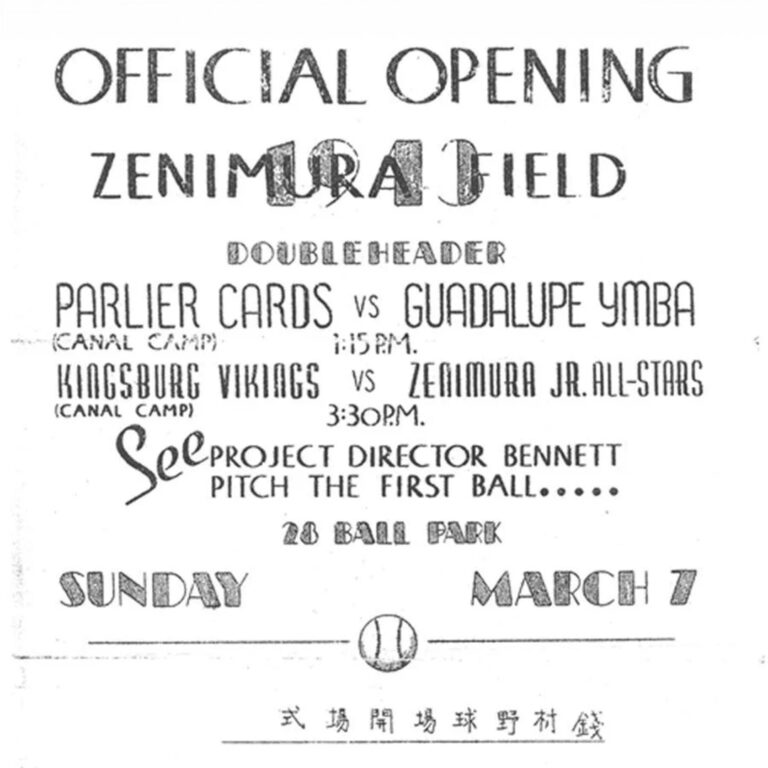 OFFICIAL OPENING
1943
ZENIMURA FIELD
DOUBLEHEADER
PARLIER CARDS VS GUADALUPE YMBA
(CANAL CAMP) 1:15 P.M.
KINGSBURG VIKINGS VS ZENIMURA JR. ALL-STARS
(CANAL CAMP) 3:30 P.M.
See PROJECT DIRECTOR BENNETT
PITCH THE FIRST BALL.....
28 BALL PARK
SUNDAY MARCH 7
錢村野球場開場式